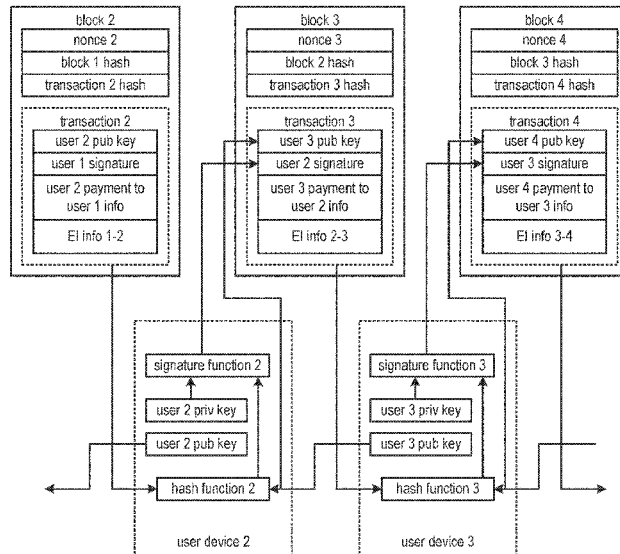 block 2
nonce 2
block 1 hash
transaction 2 hash
transaction 2
user 2 pub key
user 1 signature
user 2 payment to
user 1 info
EI info 1-2
block 3
nonce 3
block 2 hash
transaction 3 hash
transaction 3
user 3 pub key
user 2 signature
user 3 payment to
user 2 info
EI info 2-3
block 4
nonce 4
block 3 hash
transaction 4 hash
transaction 4
user 4 pub key
user 3 signature
user 4 payment to
user 3 info
EI info 3-4
signature function 2
user 2 priv key
user 2 pub key
hash function 2
user device 2
signature function 3
user 3 priv key
user 3 pub key
hash function 3
user device 3